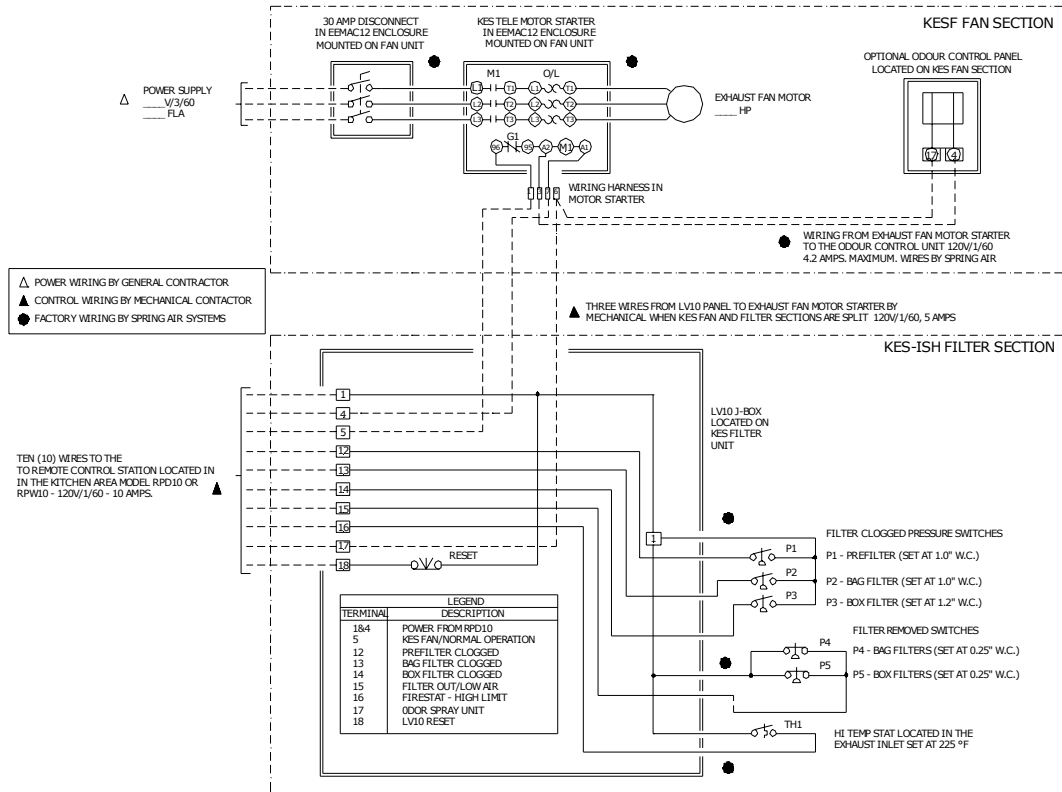 KESF FAN SECTION
30 AMP DISCONNECT
IN EEMAC12 ENCLOSURE
MOUNTED ON FAN UNIT
KES TELE MOTOR STARTER
IN EEMAC12 ENCLOSURE
MOUNTED ON FAN UNIT
OPTIONAL ODOUR CONTROL PANEL
LOCATED ON KES FAN SECTION
M1
O/L
POWER SUPPLY
____V/3/60
____ FLA
L1
T1
L1
T1
L2
T2
L2
T2
L3
T3
L3
T3
EXHAUST FAN MOTOR
____ HP
G1
96
95
A2
M1
A1
17
4
WIRING HARNESS IN
MOTOR STARTER
WIRING FROM EXHAUST FAN MOTOR STARTER
TO THE ODOUR CONTROL UNIT 120V/1/60
4.2 AMPS. MAXIMUM. WIRES BY SPRING AIR
POWER WIRING BY GENERAL CONTRACTOR
CONTROL WIRING BY MECHANICAL CONTACTOR
FACTORY WIRING BY SPRING AIR SYSTEMS
THREE WIRES FROM LV10 PANEL TO EXHAUST FAN MOTOR STARTER BY
MECHANICAL WHEN KES FAN AND FILTER SECTIONS ARE SPLIT 120V/1/60, 5 AMPS
KES-ISH FILTER SECTION
1
4
5
12
13
14
15
16
17
18
RESET
LV10 J-BOX
LOCATED ON
KES FILTER
UNIT
TEN (10) WIRES TO THE
TO REMOTE CONTROL STATION LOCATED IN
IN THE KITCHEN AREA MODEL RPD10 OR
RPW10 - 120V/1/60 - 10 AMPS.
1
FILTER CLOGGED PRESSURE SWITCHES
P1
P1 - PREFILTER (SET AT 1.0" W.C.)
P2
P2 - BAG FILTER (SET AT 1.0" W.C.)
P3
P3 - BOX FILTER (SET AT 1.2" W.C.)
FILTER REMOVED SWITCHES
P4
P4 - BAG FILTERS (SET AT 0.25" W.C.)
P5
P5 - BOX FILTERS (SET AT 0.25" W.C.)
TH1
HI TEMP STAT LOCATED IN THE
EXHAUST INLET SET AT 225 °F
LEGEND
TERMINAL DESCRIPTION
1&4 POWER FROM RPD10
5 KES FAN/NORMAL OPERATION
12 PREFILTER CLOGGED
13 BAG FILTER CLOGGED
14 BOX FILTER CLOGGED
15 FILTER OUT/LOW AIR
16 FIRESTAT - HIGH LIMIT
17 ODOR SPRAY UNIT
18 LV10 RESET